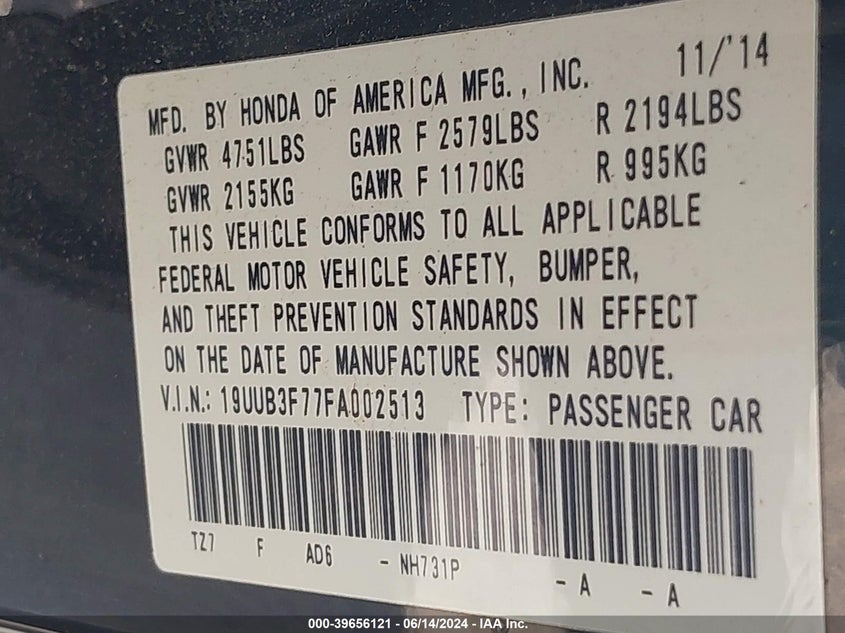 11/'14
MFD. BY HONDA OF AMERICA MFG., INC.
GVWR 4751LBS GAWR F 2579LBS R 2194LBS
GVWR 2155KG GAWR F 1170KG R 995KG
THIS VEHICLE CONFORMS TO ALL APPLICABLE
FEDERAL MOTOR VEHICLE SAFETY, BUMPER,
AND THEFT PREVENTION STANDARDS IN EFFECT
ON THE DATE OF MANUFACTURE SHOWN ABOVE.
V.I.N.: 19UUB3F77FA002513 TYPE: PASSENGER CAR
TZ7 F AD6 - NH731P - A - A
000-39656121 - 06/14/2024 - IAA Inc.